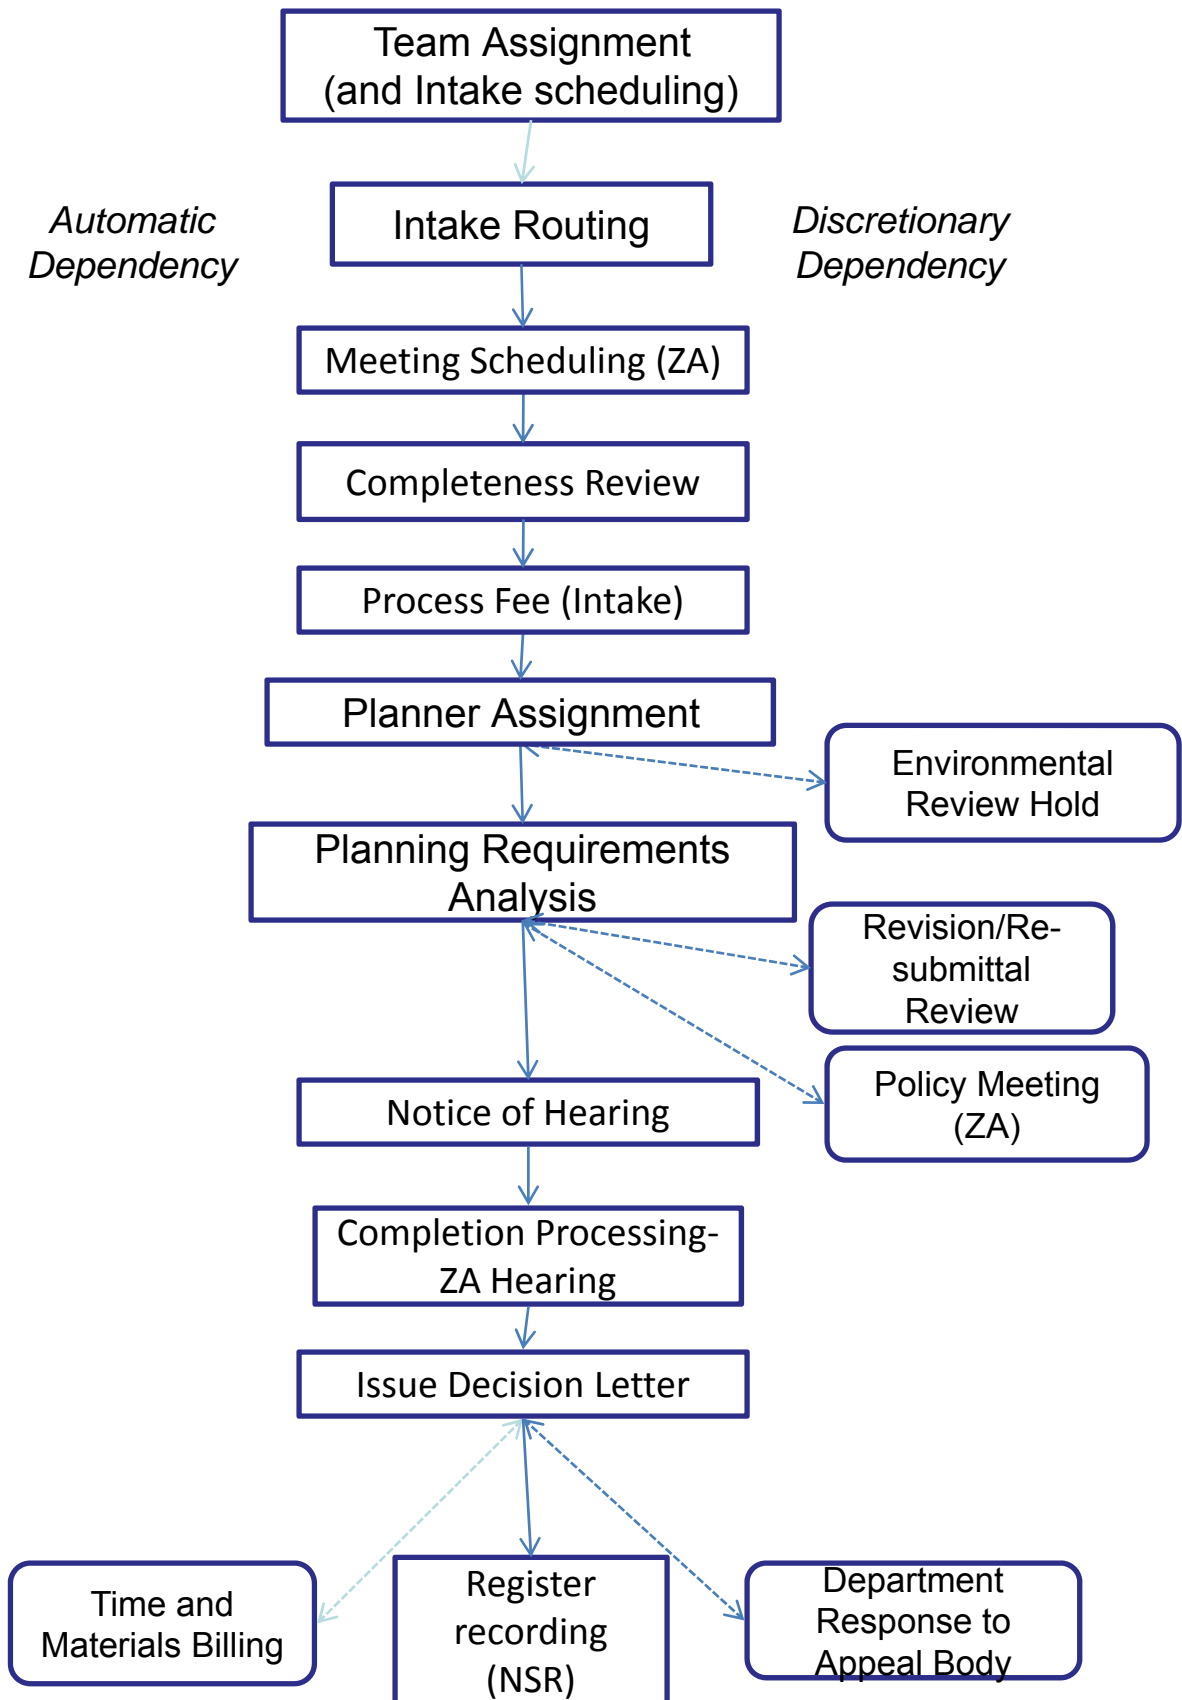 Team Assignment
(and Intake scheduling)
Automatic
Dependency
Intake Routing
Discretionary
Dependency
Meeting Scheduling (ZA)
Completeness Review
Process Fee (Intake)
Planner Assignment
Environmental
Review Hold
Planning Requirements
Analysis
Revision/Re-
submittal
Review
Policy Meeting
(ZA)
Notice of Hearing
Completion Processing-
ZA Hearing
Issue Decision Letter
Time and
Materials Billing
Register
recording
(NSR)
Department
Response to
Appeal Body